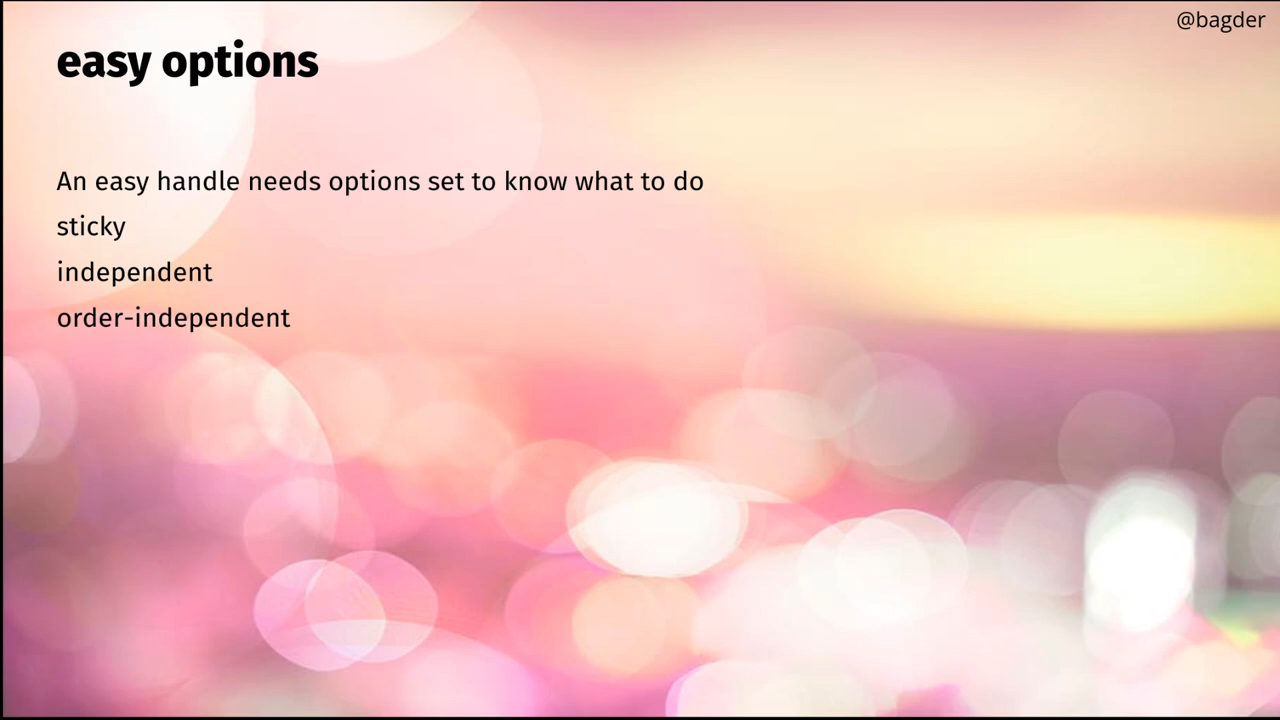 @bagder
easy options
An easy handle needs options set to know what to do
sticky
independent
order-independent